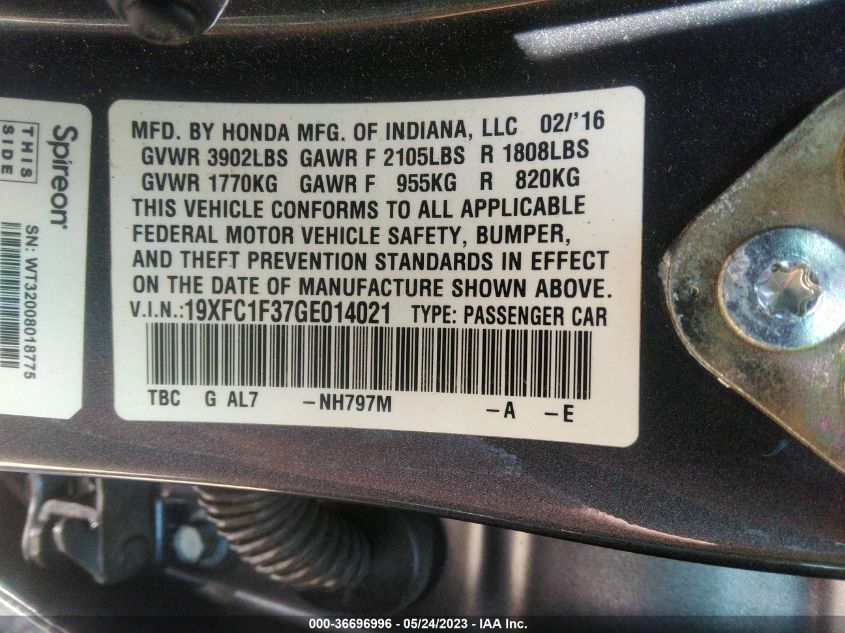 THIS
SIDE
Spireon
SN: WT32008018775
MFD. BY HONDA MFG. OF INDIANA, LLC 02/'16
GVWR 3902LBS GAWR F 2105LBS R 1808LBS
GVWR 1770KG GAWR F 955KG R 820KG
THIS VEHICLE CONFORMS TO ALL APPLICABLE
FEDERAL MOTOR VEHICLE SAFETY, BUMPER,
AND THEFT PREVENTION STANDARDS IN EFFECT
ON THE DATE OF MANUFACTURE SHOWN ABOVE.
V.I.N.:19XFC1F37GE014021 TYPE: PASSENGER CAR
TBC G AL7 -NH797M -A -E
000-36696996 - 05/24/2023 - © IAA Inc.